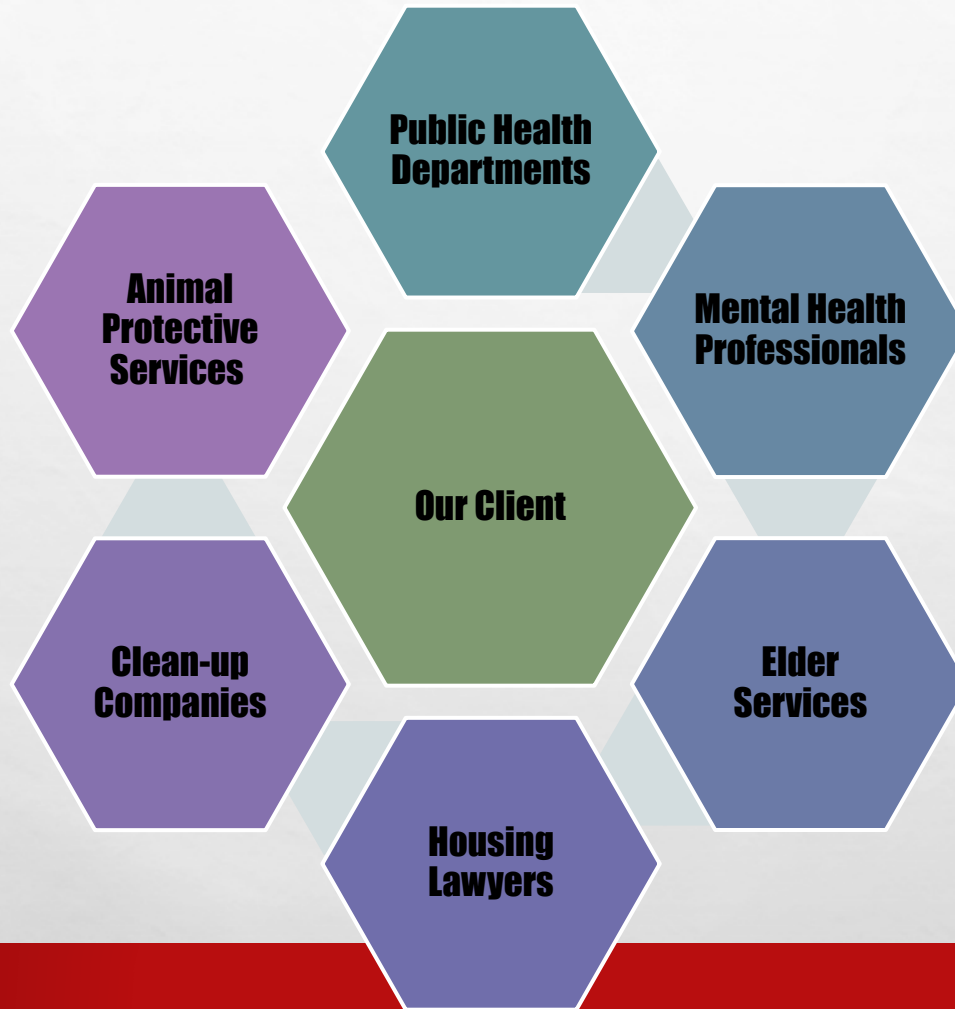 Public Health
Departments
Mental Health
Professionals
Elder
Services
Housing
Lawyers
Clean-up
Companies
Animal
Protective
Services
Our Client